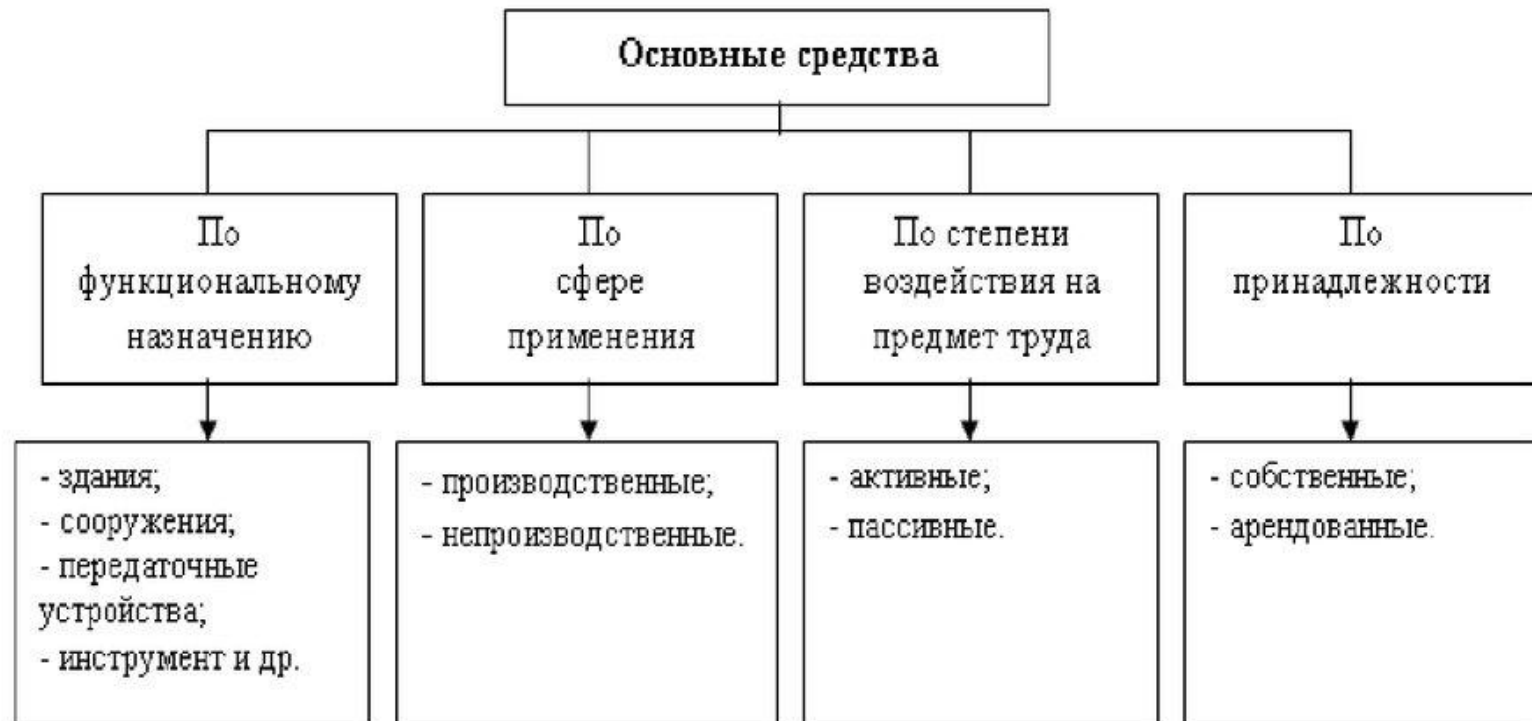 Основные средства
По
функциональному
назначению
По
сфере
применения
По степени
воздействия на
предмет труда
По
принадлежности
- здания;
- сооружения;
- передаточные
устройства;
- инструмент и др.
- производственные;
- непроизводственные.
- активные;
- пассивные.
- собственные;
- арендованные.